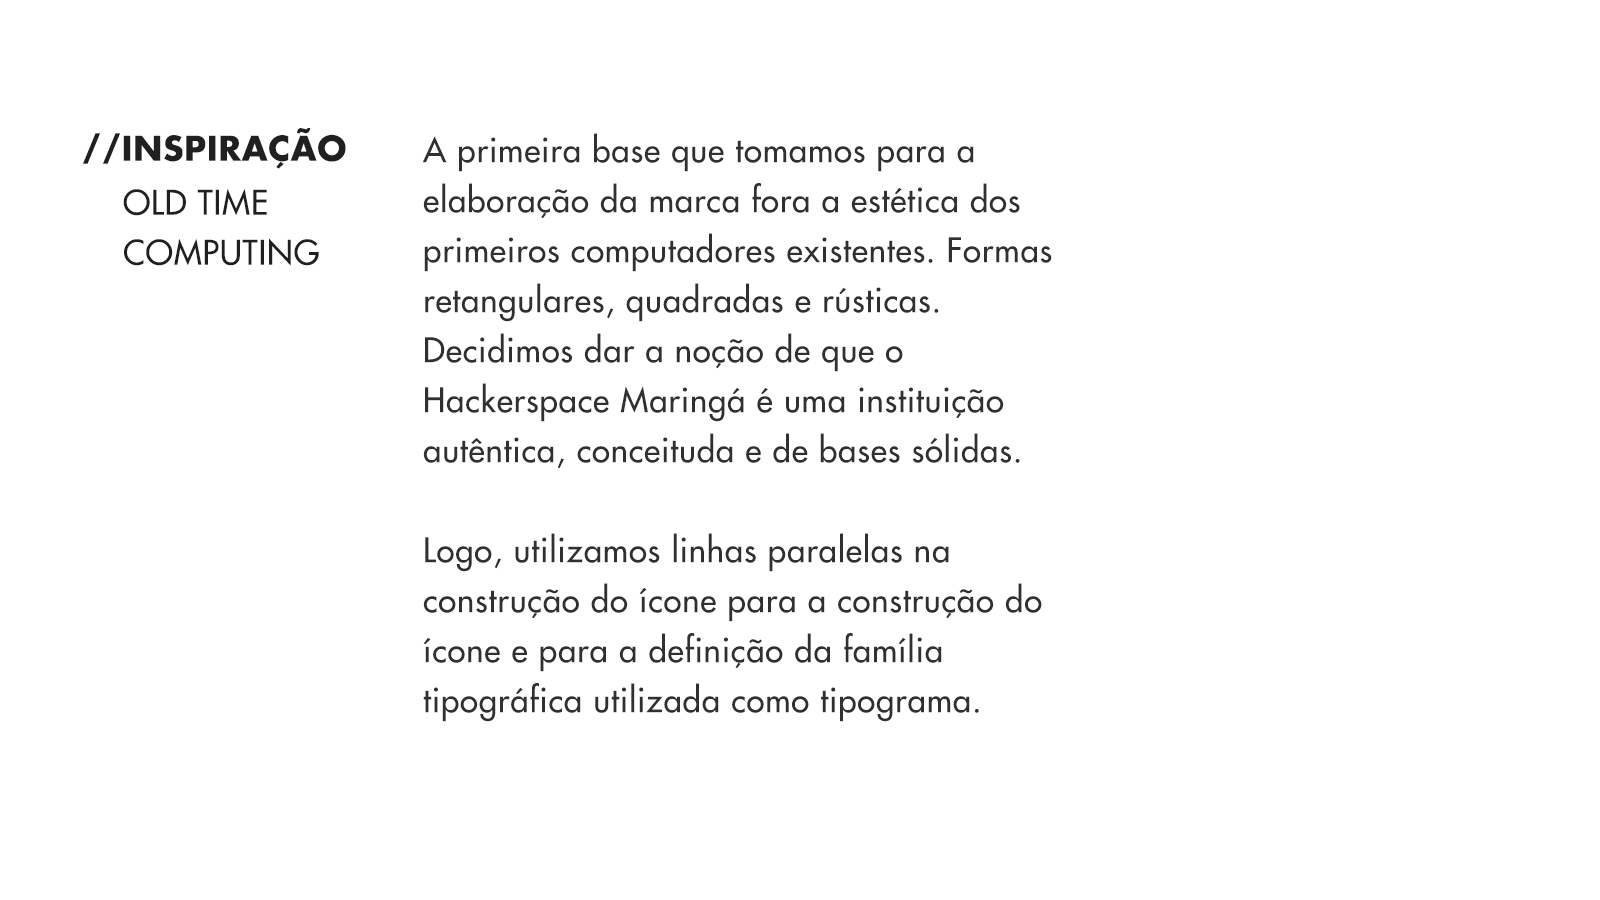 //INSPIRAÇÃO
OLD TIME
COMPUTING
A primeira base que tomamos para a
elaboração da marca fora a estética dos
primeiros computadores existentes. Formas
retangulares, quadradas e rústicas.
Decidimos dar a noção de que o
Hackerspace Maringá é uma instituição
autêntica, conceituda e de bases sólidas.
Logo, utilizamos linhas paralelas na
construção do ícone para a construção do
ícone e para a definição da família
tipográfica utilizada como tipograma.